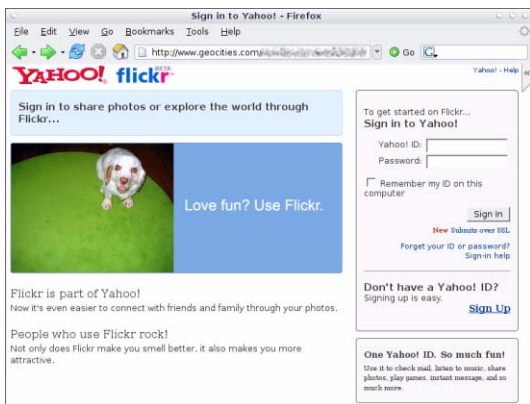 Sign in to Yahoo! - Firefox
File Edit View Go Bookmarks Tools Help
http://www.geocities.com/
Go
YAHOO! flickr BETA
Yahoo! - Help
Sign in to share photos or explore the world through
Flickr...
Love fun? Use Flickr.
Flickr is part of Yahoo!
Now it's even easier to connect with friends and family through your photos.
People who use Flickr rock!
Not only does Flickr make you smell better, it also makes you more
attractive.
To get started on Flickr...
Sign in to Yahoo!
Yahoo! ID:
Password:
Remember my ID on this
computer
Sign In
New Submits over SSL
Forget your ID or password?
Sign-in help
Don't have a Yahoo! ID?
Signing up is easy.
Sign Up
One Yahoo! ID. So much fun!
Use it to check mail, listen to music, share
photos, play games, instant message, and so
much more.